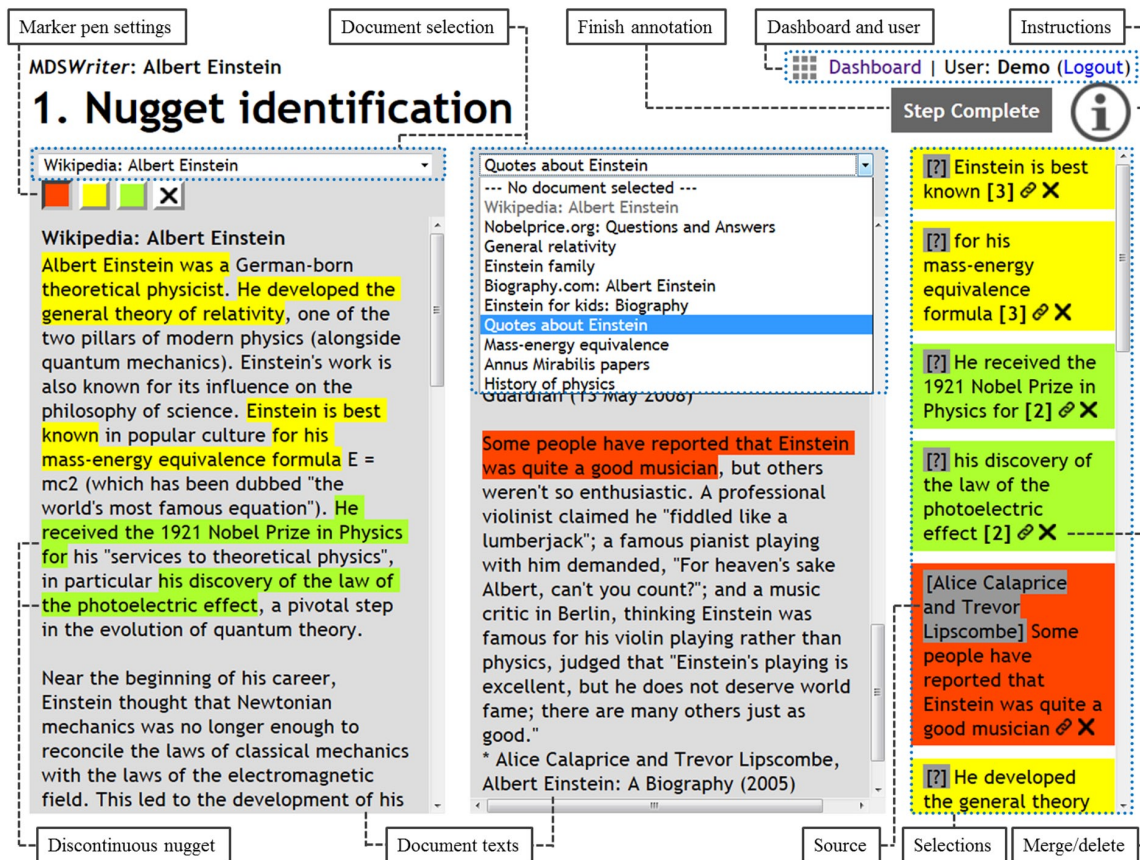 Marker pen settings
Document selection
Finish annotation
Dashboard and user
Instructions
MDSWriter: Albert Einstein
Dashboard | User: Demo (Logout)
1. Nugget identification
Step Complete
i
Wikipedia: Albert Einstein
X
Wikipedia: Albert Einstein
Albert Einstein was a German-born
theoretical physicist. He developed the
general theory of relativity, one of the
two pillars of modern physics (alongside
quantum mechanics). Einstein's work is
also known for its influence on the
philosophy of science. Einstein is best
known in popular culture for his
mass-energy equivalence formula E =
mc2 (which has been dubbed "the
world's most famous equation"). He
received the 1921 Nobel Prize in Physics
for his "services to theoretical physics",
in particular his discovery of the law of
the photoelectric effect, a pivotal step
in the evolution of quantum theory.
Near the beginning of his career,
Einstein thought that Newtonian
mechanics was no longer enough to
reconcile the laws of classical mechanics
with the laws of the electromagnetic
field. This led to the development of his
Quotes about Einstein
--- No document selected ---
Wikipedia: Albert Einstein
Nobelprice.org: Questions and Answers
General relativity
Einstein family
Biography.com: Albert Einstein
Einstein for kids: Biography
Quotes about Einstein
Mass-energy equivalence
Annus Mirabilis papers
History of physics
Guardian (13 May 2008)
Some people have reported that Einstein
was quite a good musician, but others
weren't so enthusiastic. A professional
violinist claimed he "fiddled like a
lumberjack"; a famous pianist playing
with him demanded, "For heaven's sake
Albert, can't you count?"; and a music
critic in Berlin, thinking Einstein was
famous for his violin playing rather than
physics, judged that "Einstein's playing is
excellent, but he does not deserve world
fame; there are many others just as
good."
* Alice Calaprice and Trevor Lipscombe,
Albert Einstein: A Biography (2005)
[?] Einstein is best
known [3]
[?] for his
mass-energy
equivalence
formula [3]
[?] He received the
1921 Nobel Prize in
Physics for [2]
[?] his discovery of
the law of the
photoelectric
effect [2]
[Alice Calaprice
and Trevor
Lipscombe] Some
people have
reported that
Einstein was quite a
good musician
[?] He developed
the general theory
Discontinuous nugget
Document texts
Source
Selections
Merge/delete